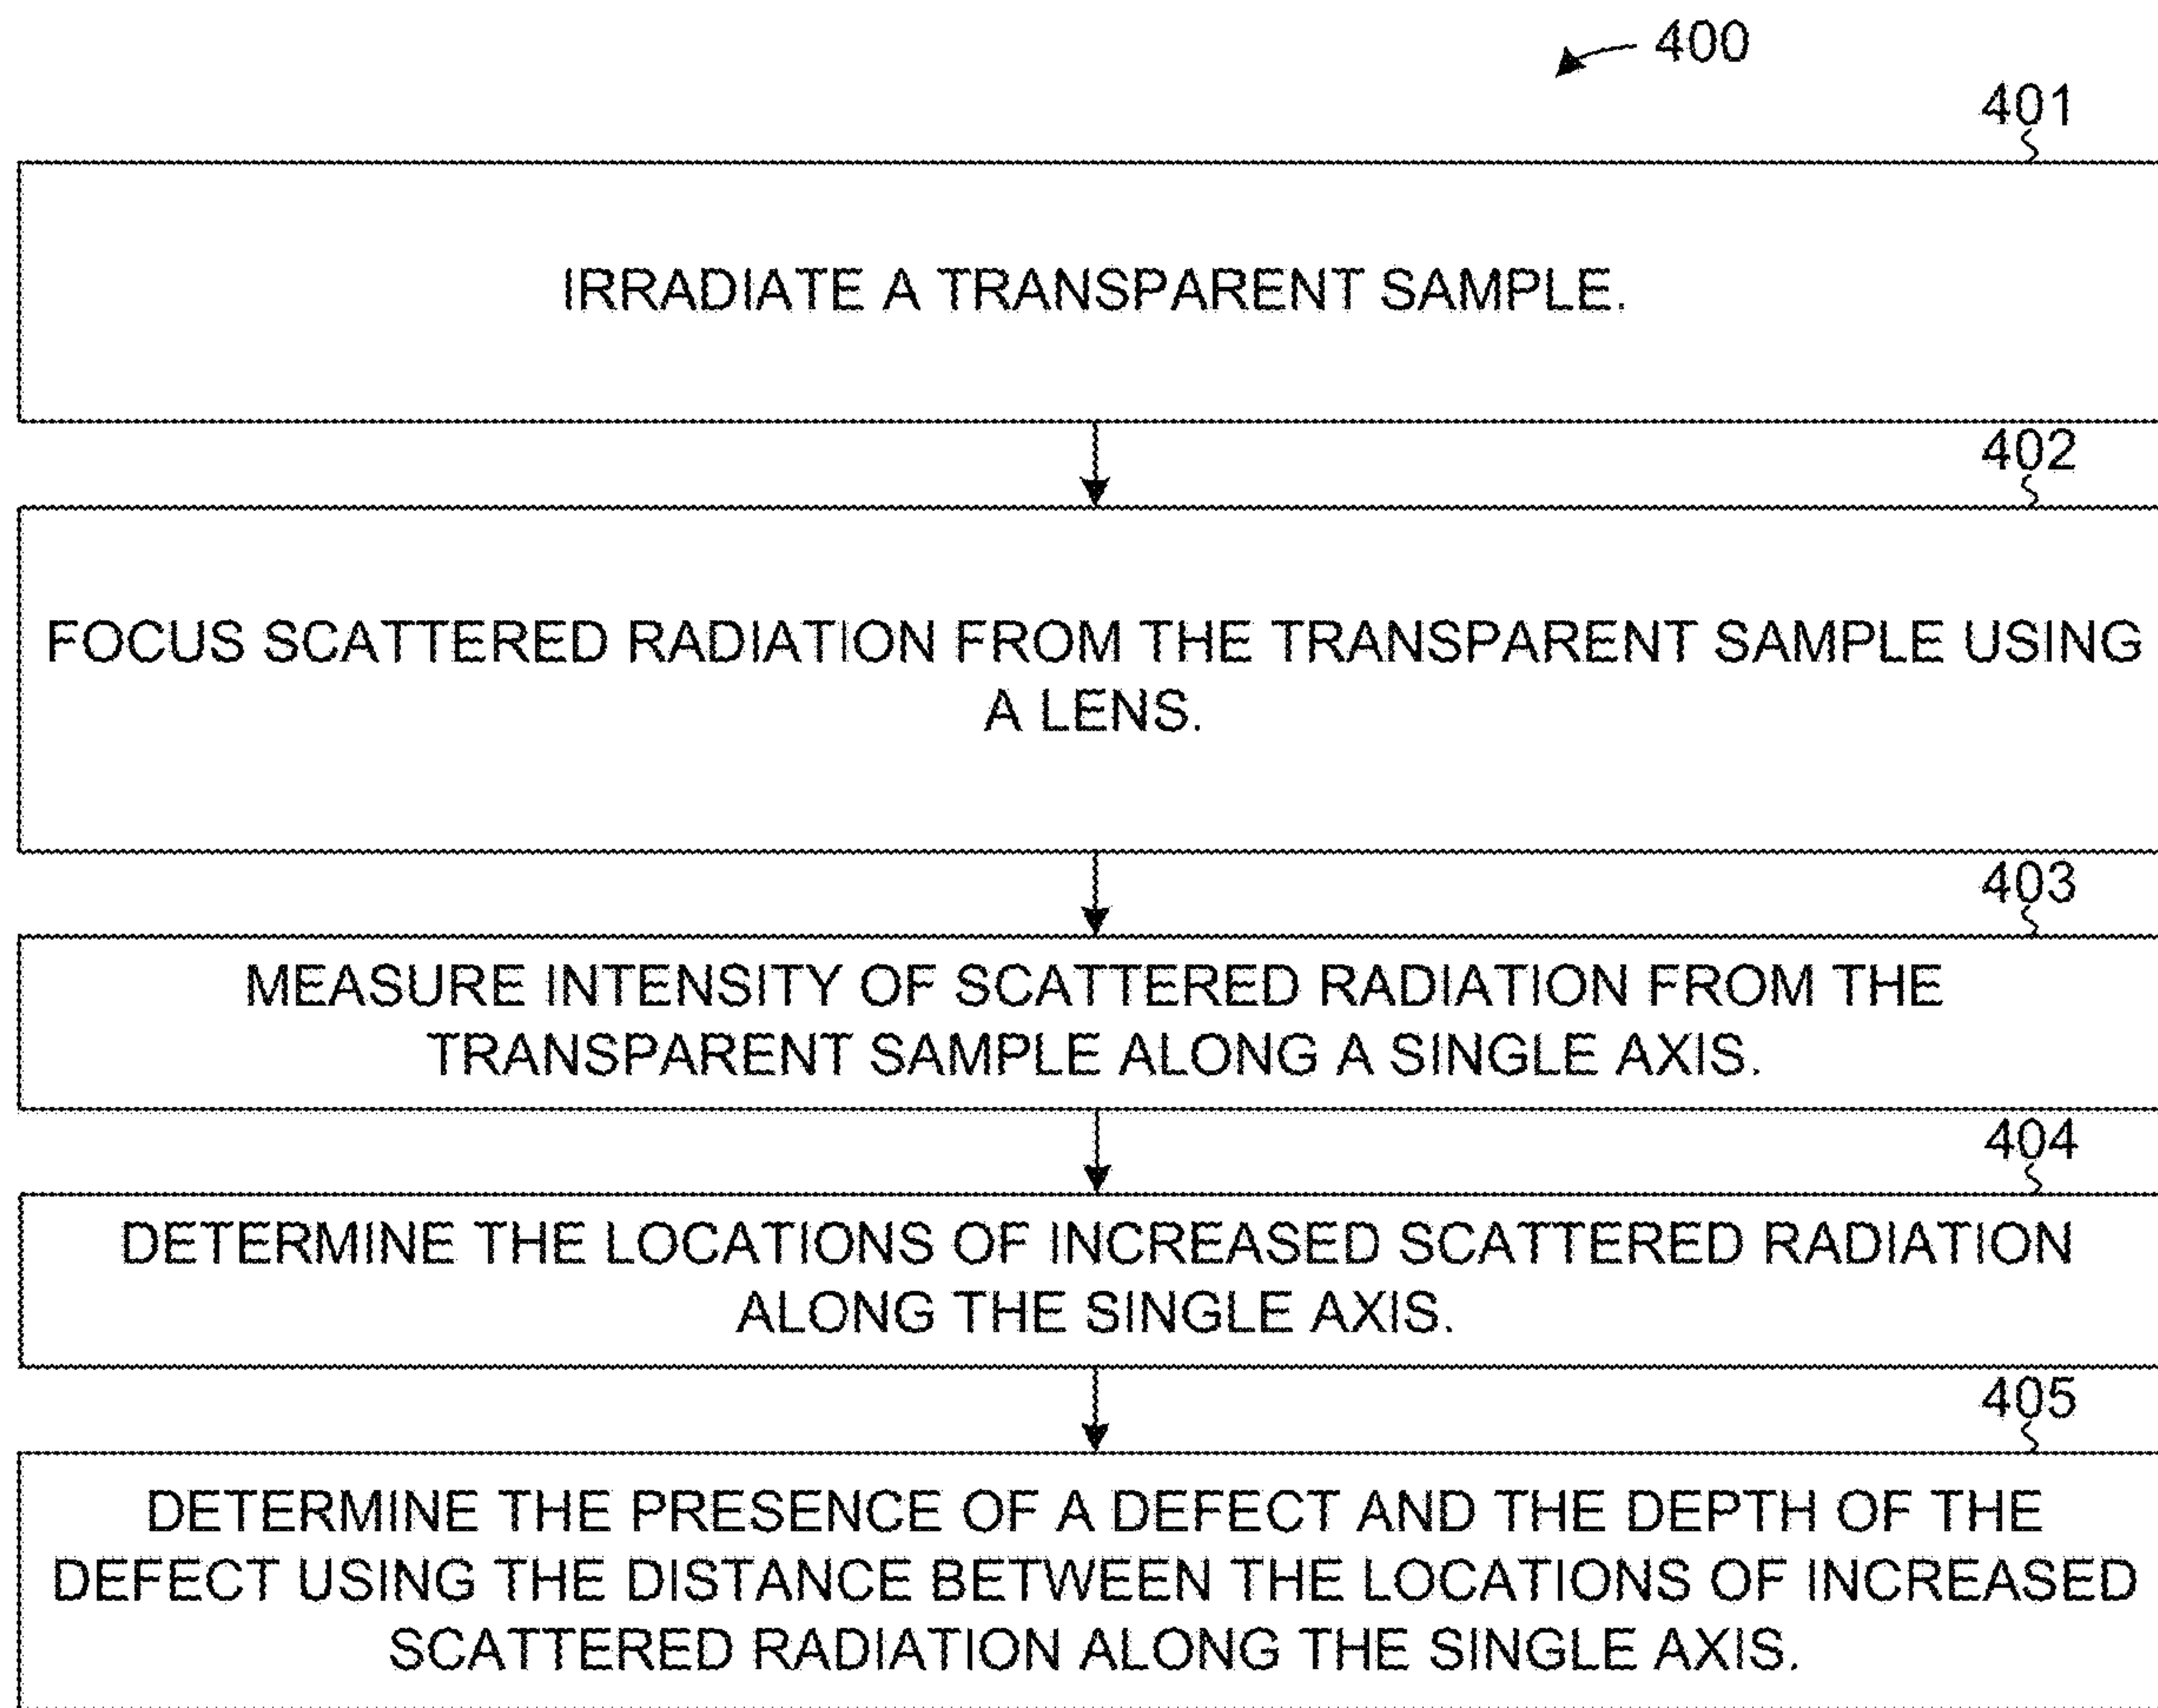 400
401
IRRADIATE A TRANSPARENT SAMPLE.
402
FOCUS SCATTERED RADIATION FROM THE TRANSPARENT SAMPLE USING
A LENS.
403
MEASURE INTENSITY OF SCATTERED RADIATION FROM THE
TRANSPARENT SAMPLE ALONG A SINGLE AXIS.
404
DETERMINE THE LOCATIONS OF INCREASED SCATTERED RADIATION
ALONG THE SINGLE AXIS.
405
DETERMINE THE PRESENCE OF A DEFECT AND THE DEPTH OF THE
DEFECT USING THE DISTANCE BETWEEN THE LOCATIONS OF INCREASED
SCATTERED RADIATION ALONG THE SINGLE AXIS.